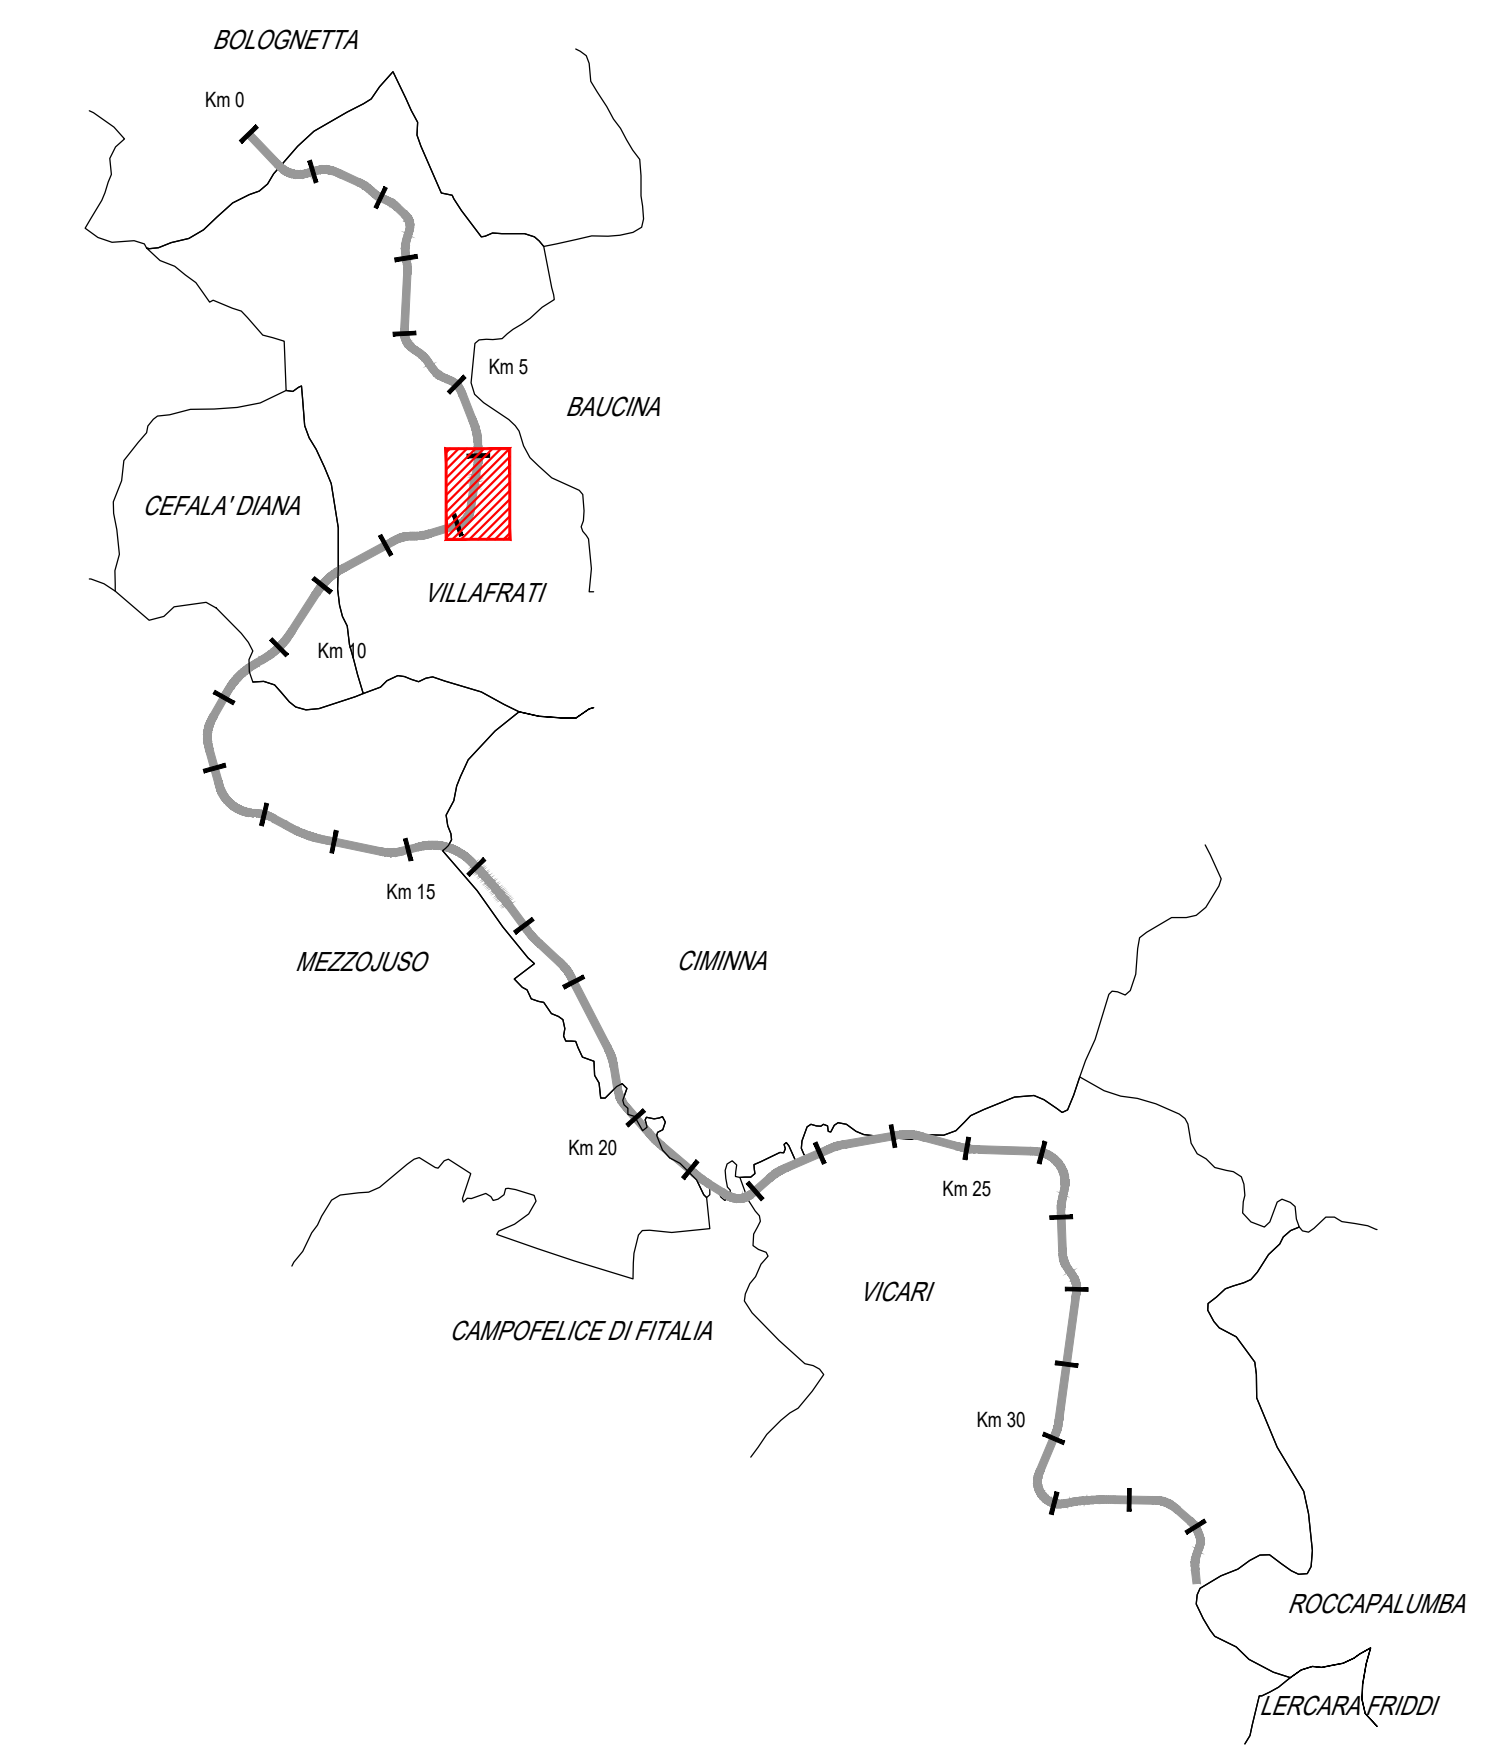 BOLOGNETTA
Km 0
Km 5
BAUCINA
CEFALA' DIANA
VILLAFRATI
Km 10
Km 15
MEZZOJUSO
CIMINNA
Km 20
Km 25
VICARI
CAMPOFELICE DI FITALIA
Km 30
ROCCAPALUMBA
LERCARA FRIDDI